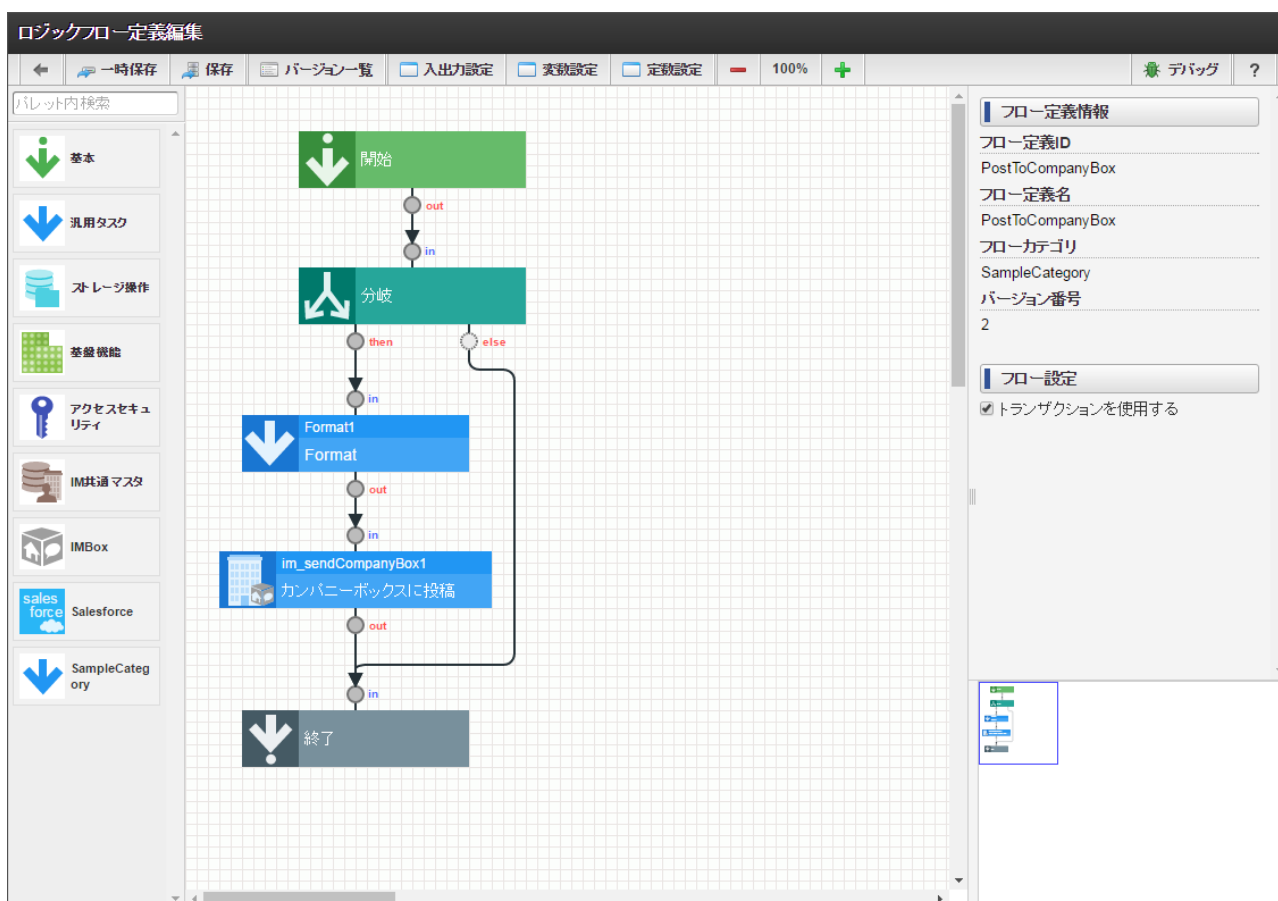 ロジックフロー定義編集
一時保存 保存 バージョン一覧 入出力設定 変数設定 定数設定 100% デバッグ ?
パレット内検索
基本
汎用タスク
ストレージ操作
基盤機能
アクセスセキュ
リティ
IM共通マスタ
IMBox
sales
force
Salesforce
SampleCateg
ory
開始
out
in
分岐
then
else
in
Format1
Format
out
in
im_sendCompanyBox1
カンパニーボックスに投稿
out
in
終了
フロー定義情報
フロー定義ID
PostToCompanyBox
フロー定義名
PostToCompanyBox
フローカテゴリ
SampleCategory
バージョン番号
2
フロー設定
トランザクションを使用する